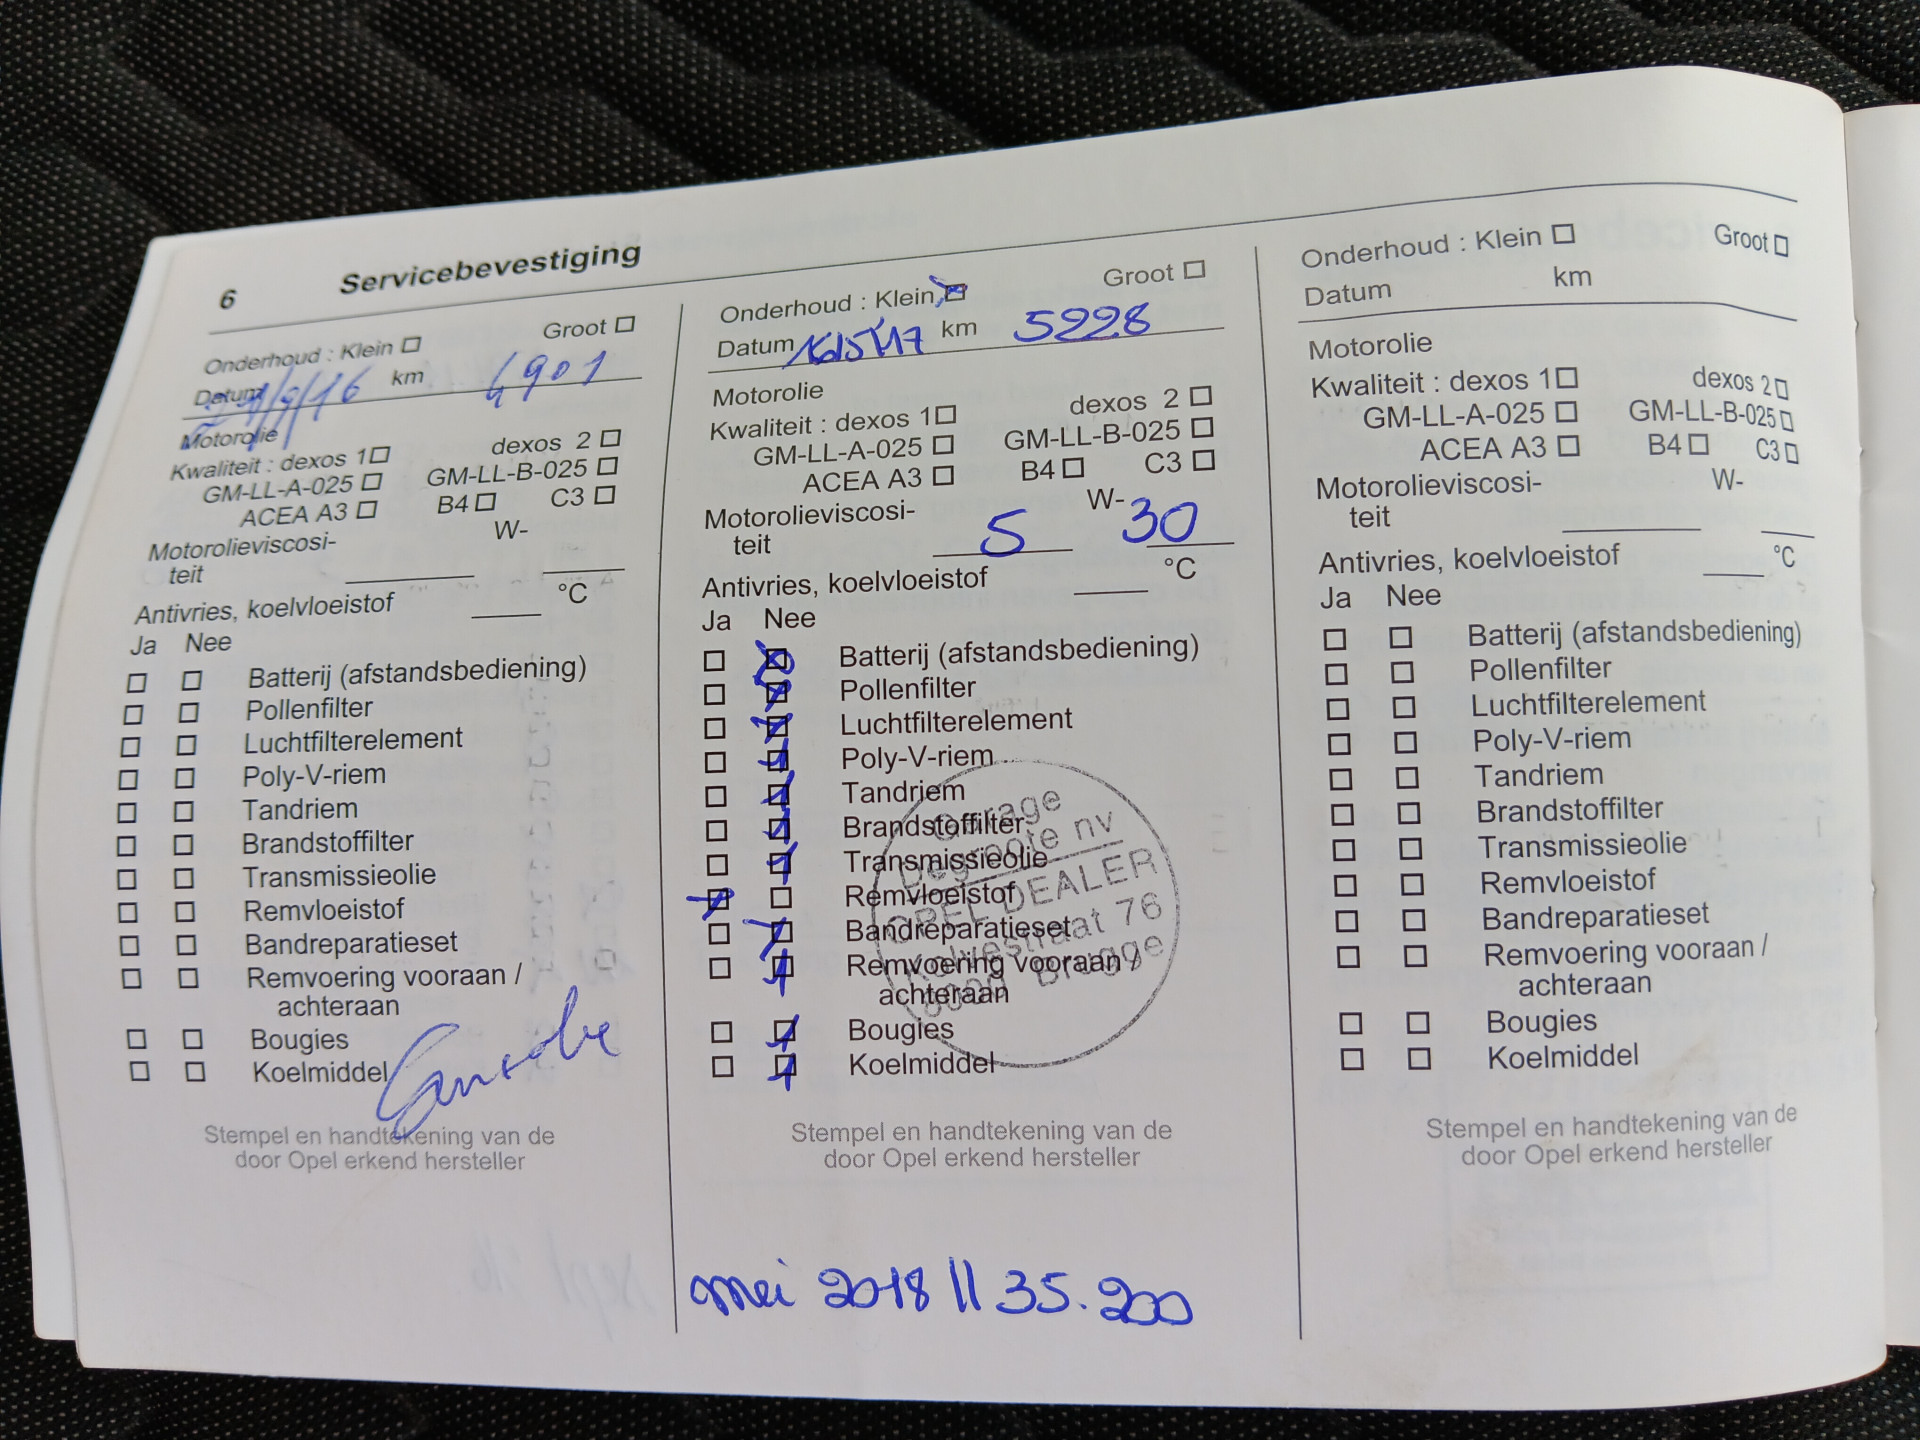 6 Servicebevestiging
Onderhoud : Klein ☐ Groot ☐
Datum /9/16 km 4901
Motorolie
Kwaliteit : dexos 1☐ dexos 2 ☐
GM-LL-A-025 ☐ GM-LL-B-025 ☐
ACEA A3 ☐ B4 ☐ C3 ☐
Motorolieviscosi- W-
teit
Antivries, koelvloeistof °C
Ja Nee
☐ ☐ Batterij (afstandsbediening)
☐ ☐ Pollenfilter
☐ ☐ Luchtfilterelement
☐ ☐ Poly-V-riem
☐ ☐ Tandriem
☐ ☐ Brandstoffilter
☐ ☐ Transmissieolie
☐ ☐ Remvloeistof
☐ ☐ Bandreparatieset
☐ ☐ Remvoering vooraan /
achteraan
☐ ☐ Bougies
☐ ☐ Koelmiddel
Stempel en handtekening van de
door Opel erkend hersteller
Onderhoud : Klein ☒ Groot ☐
Datum 16/5/17 km 5228
Motorolie
Kwaliteit : dexos 1☐ dexos 2 ☐
GM-LL-A-025 ☐ GM-LL-B-025 ☐
ACEA A3 ☐ B4 ☐ C3 ☐
Motorolieviscosi- W-
teit 5 30
Antivries, koelvloeistof °C
Ja Nee
☐ ☒ Batterij (afstandsbediening)
☐ ☒ Pollenfilter
☐ ☒ Luchtfilterelement
☐ ☒ Poly-V-riem
☐ ☒ Tandriem
☐ ☒ Brandstoffilter
☐ ☒ Transmissieolie
☒ ☐ Remvloeistof
☐ ☒ Bandreparatieset
☐ ☒ Remvoering vooraan /
achteraan
☐ ☒ Bougies
☐ ☒ Koelmiddel
Garage
Degroote nv
OPEL DEALER
76
Brugge
Stempel en handtekening van de
door Opel erkend hersteller
mei 2018 // 35.200
Onderhoud : Klein ☐ Groot ☐
Datum km
Motorolie
Kwaliteit : dexos 1☐ dexos 2 ☐
GM-LL-A-025 ☐ GM-LL-B-025 ☐
ACEA A3 ☐ B4 ☐ C3 ☐
Motorolieviscosi- W-
teit
Antivries, koelvloeistof °C
Ja Nee
☐ ☐ Batterij (afstandsbediening)
☐ ☐ Pollenfilter
☐ ☐ Luchtfilterelement
☐ ☐ Poly-V-riem
☐ ☐ Tandriem
☐ ☐ Brandstoffilter
☐ ☐ Transmissieolie
☐ ☐ Remvloeistof
☐ ☐ Bandreparatieset
☐ ☐ Remvoering vooraan /
achteraan
☐ ☐ Bougies
☐ ☐ Koelmiddel
Stempel en handtekening van de
door Opel erkend hersteller